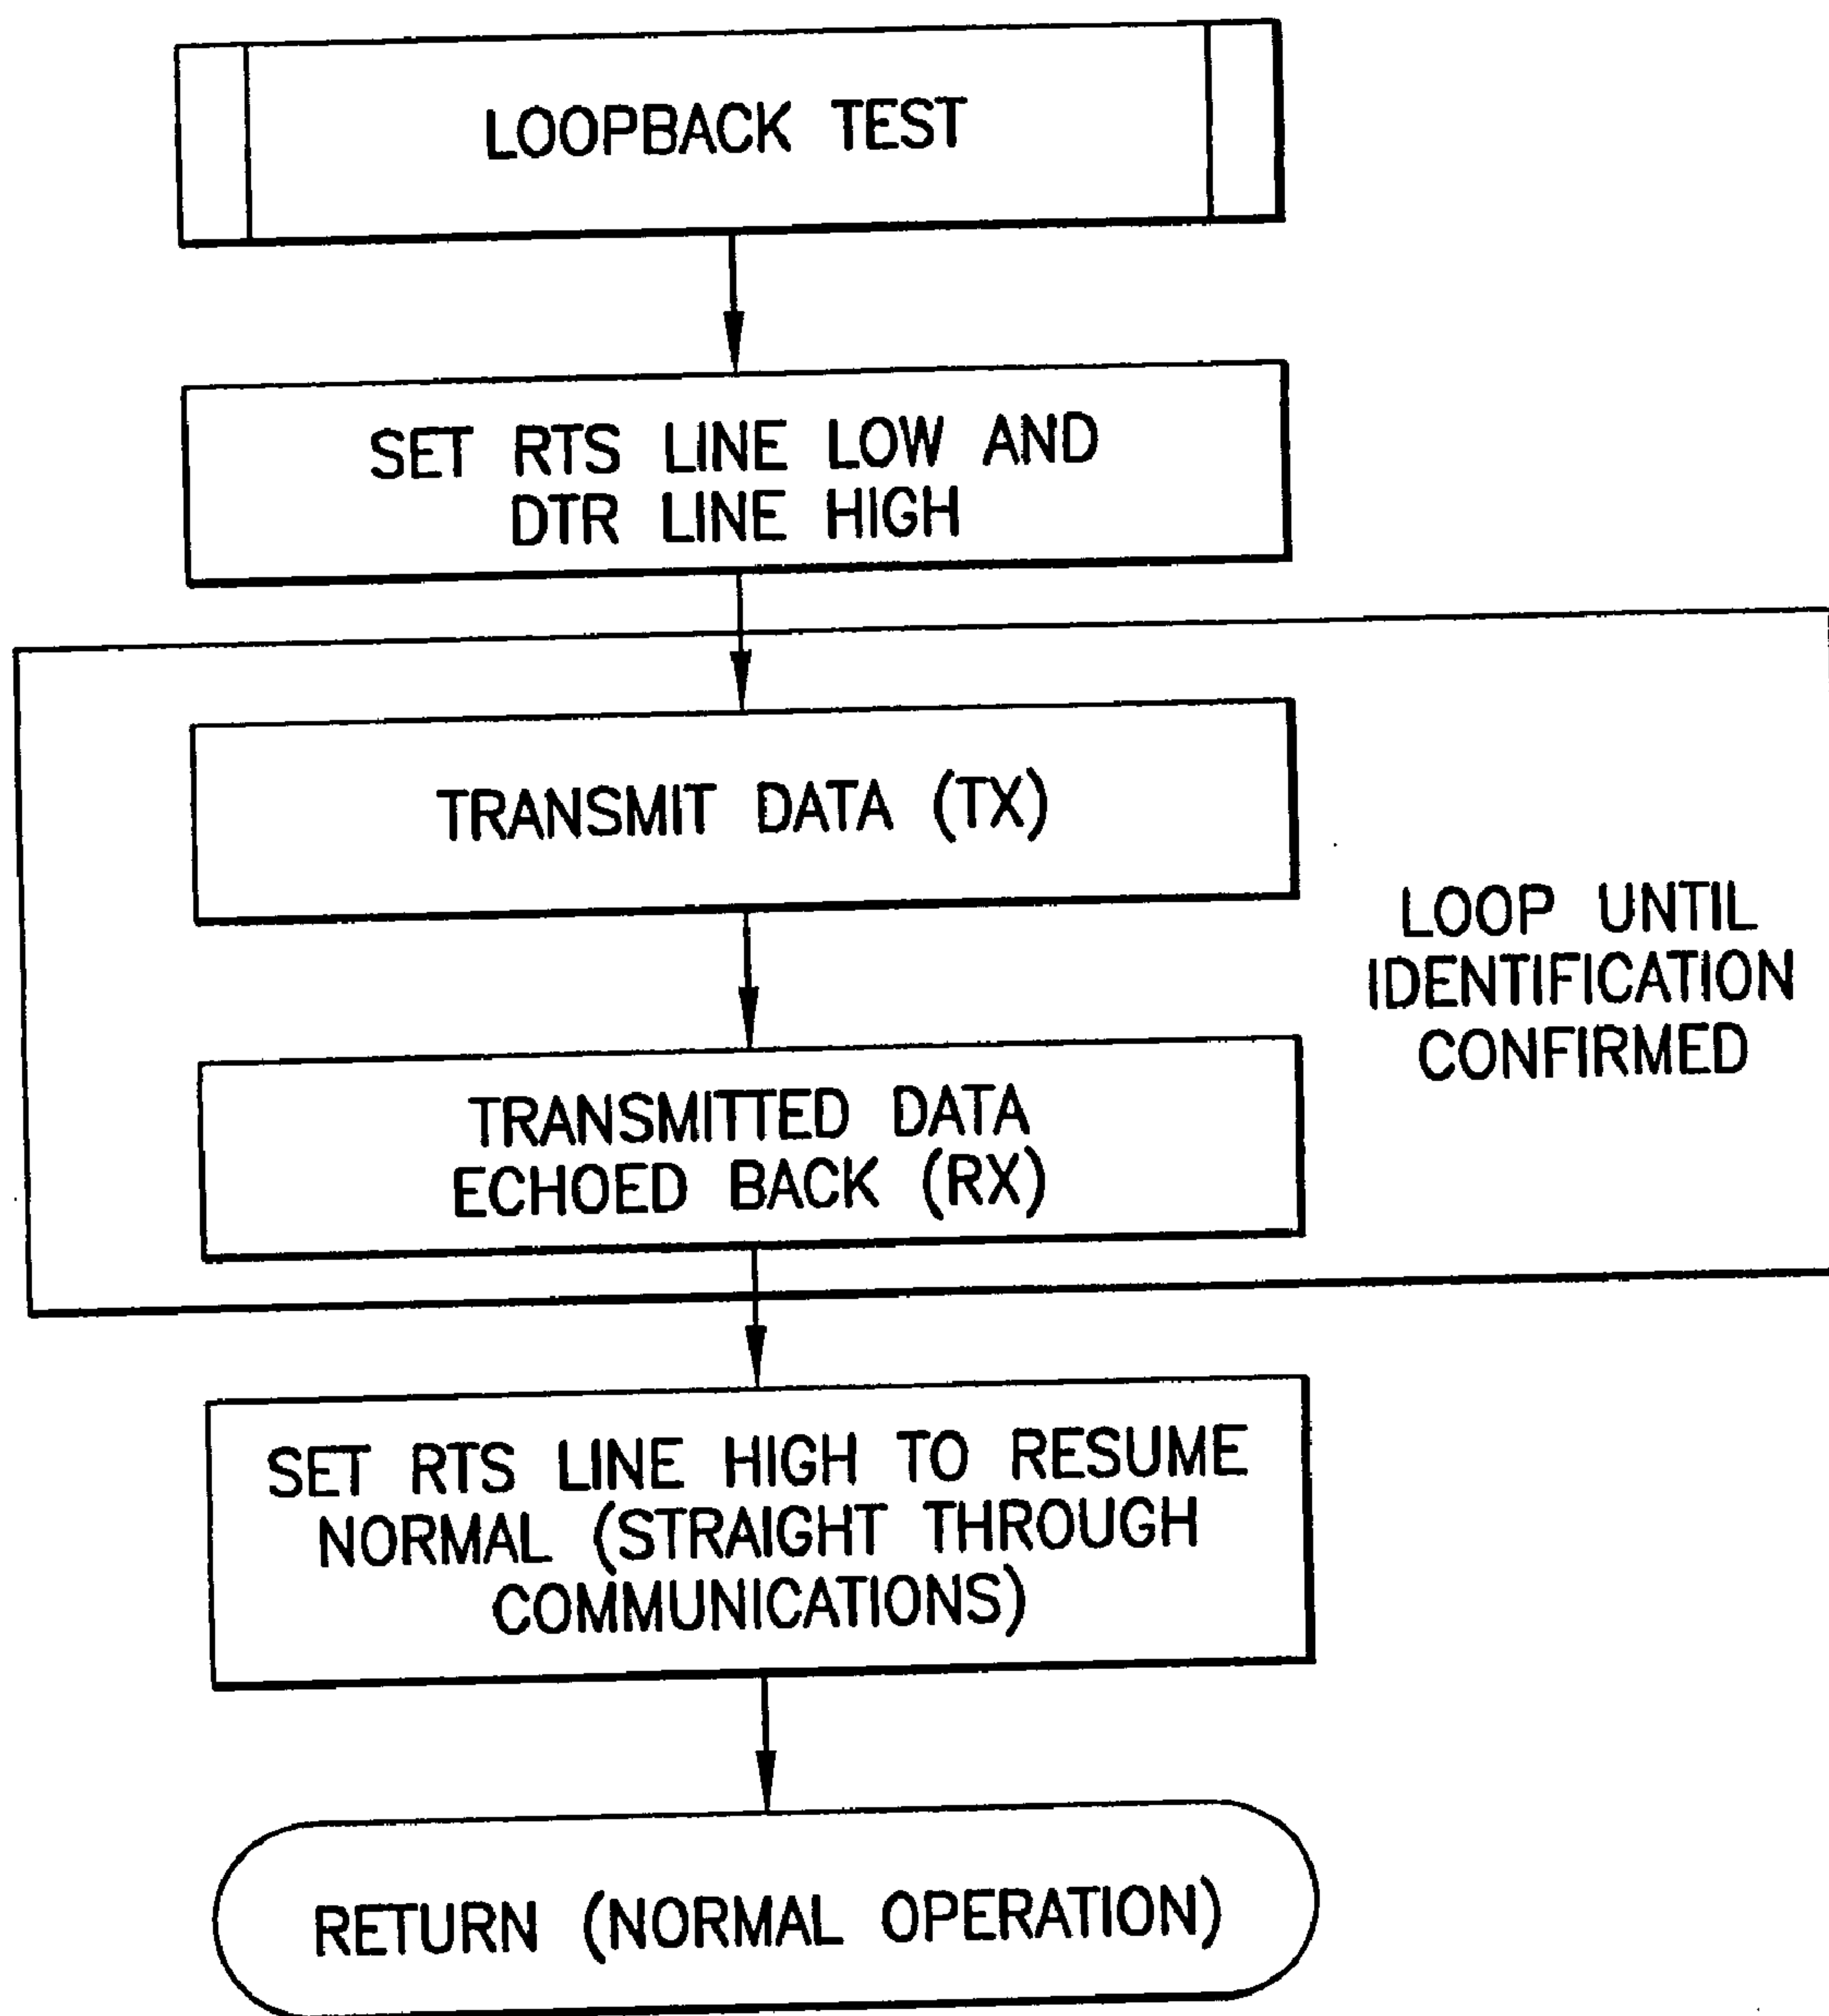 LOOPBACK TEST
SET RTS LINE LOW AND
DTR LINE HIGH
TRANSMIT DATA (TX)
LOOP UNTIL
IDENTIFICATION
CONFIRMED
TRANSMITTED DATA
ECHOED BACK (RX)
SET RTS LINE HIGH TO RESUME
NORMAL (STRAIGHT THROUGH
COMMUNICATIONS)
RETURN (NORMAL OPERATION)